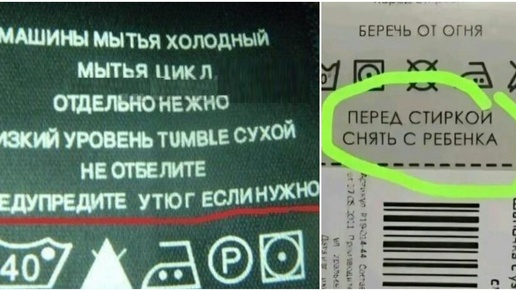 МАШИНЫ МЫТЬЯ ХОЛОДНЫЙ
МЫТЬЯ ЦИКЛ
ОТДЕЛЬНО НЕЖНО
ИЗКИЙ УРОВЕНЬ TUMBLE СУХОЙ
НЕ ОТБЕЛИТЕ
ЕДУПРЕДИТЕ УТЮГ ЕСЛИ НУЖНО
40
P
БЕРЕЧЬ ОТ ОГНЯ
ПЕРЕД СТИРКОЙ
СНЯТЬ С РЕБЕНКА